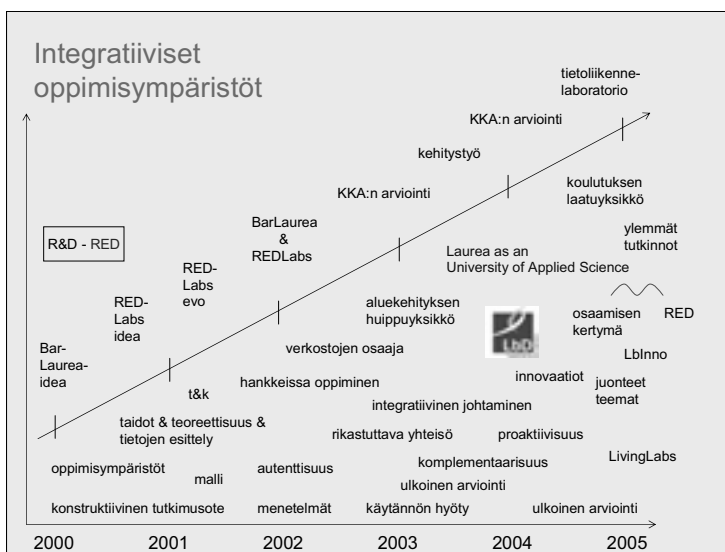 Integratiiviset
oppimisympäristöt
tietoliikenne-
laboratorio
KKA:n arviointi
kehitystyö
KKA:n arviointi
koulutuksen
laatuyksikkö
BarLaurea
&
REDLabs
R&D - RED
ylemmät
tutkinnot
Laurea as an
University of Applied Science
RED-
Labs
evo
RED-
Labs
idea
aluekehityksen
huippuyksikkö
LbD
osaamisen
kertymä
RED
Bar-
Laurea-
idea
verkostojen osaaja
LbInno
t&k
hankkeissa oppiminen
innovaatiot
juonteet
teemat
integratiivinen johtaminen
taidot & teoreettisuus &
tietojen esittely
rikastuttava yhteisö
proaktiivisuus
oppimisympäristöt
malli
autenttisuus
komplementaarisuus
LivingLabs
ulkoinen arviointi
konstruktiivinen tutkimusote
menetelmät
käytännön hyöty
ulkoinen arviointi
2000 2001 2002 2003 2004 2005